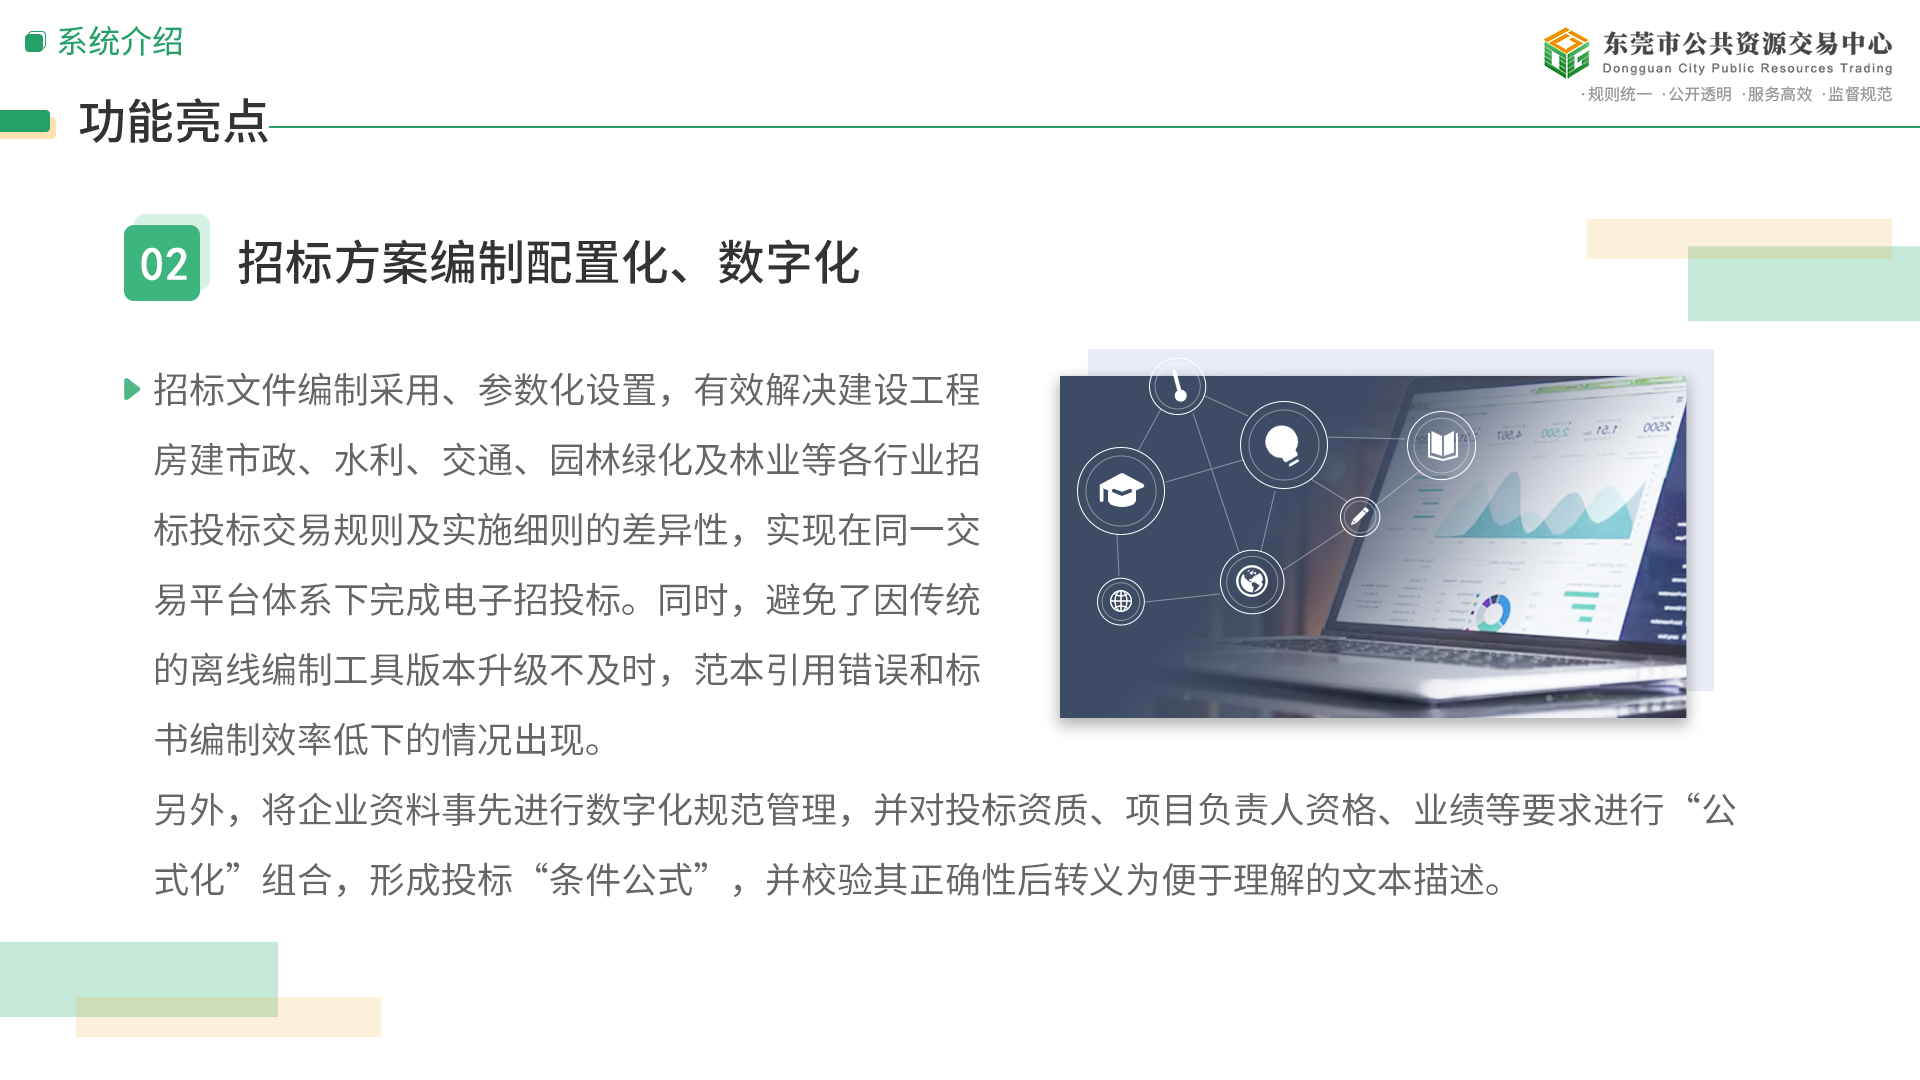 系统介绍
东莞市公共资源交易中心
Dongguan City Public Resources Trading
·规则统一 ·公开透明 ·服务高效 ·监督规范
功能亮点
02
招标方案编制配置化、数字化
招标文件编制采用、参数化设置，有效解决建设工程
房建市政、水利、交通、园林绿化及林业等各行业招
标投标交易规则及实施细则的差异性，实现在同一交
易平台体系下完成电子招投标。同时，避免了因传统
的离线编制工具版本升级不及时，范本引用错误和标
书编制效率低下的情况出现。
另外，将企业资料事先进行数字化规范管理，并对投标资质、项目负责人资格、业绩等要求进行“公
式化”组合，形成投标“条件公式”，并校验其正确性后转义为便于理解的文本描述。